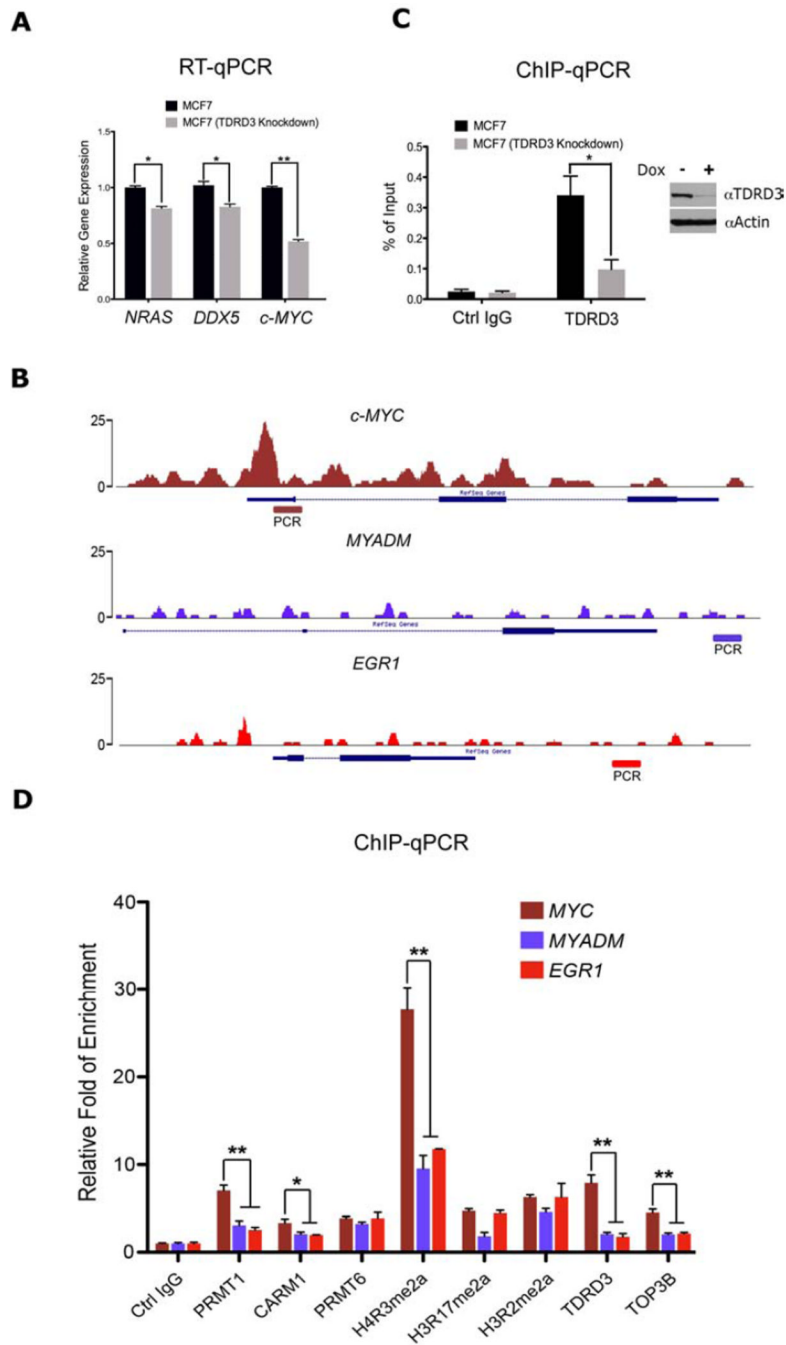 A
RT-qPCR
MCF7
MCF7 (TDRD3 Knockdown)
Relative Gene Expression
1.5
1.0
0.5
0.0
*
*
**
NRAS
DDX5
c-MYC
C
ChIP-qPCR
MCF7
MCF7 (TDRD3 Knockdown)
% of Input
0.5
0.4
0.3
0.2
0.1
0.0
*
Ctrl IgG
TDRD3
Dox - +
αTDRD3
αActin
B
c-MYC
25
0
RefSeq Genes
PCR
MYADM
25
0
RefSeq Genes
PCR
EGR1
25
0
RefSeq Genes
PCR
D
ChIP-qPCR
Relative Fold of Enrichment
40
30
20
10
0
MYC
MYADM
EGR1
**
*
**
**
**
Ctrl IgG
PRMT1
CARM1
PRMT6
H4R3me2a
H3R17me2a
H3R2me2a
TDRD3
TOP3B